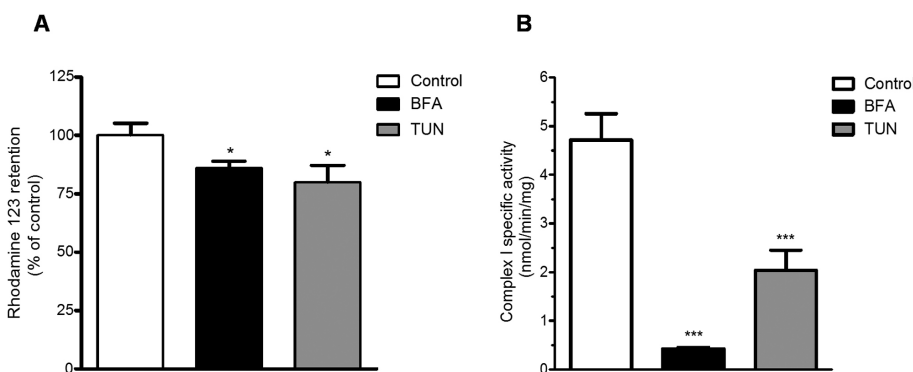 A
Rhodamine 123 retention
(% of control)
125
100
75
50
25
0
*
*
Control
BFA
TUN
B
Complex I specific activity
(nmol/min/mg)
6
5
4
3
2
1
0
***
***
Control
BFA
TUN